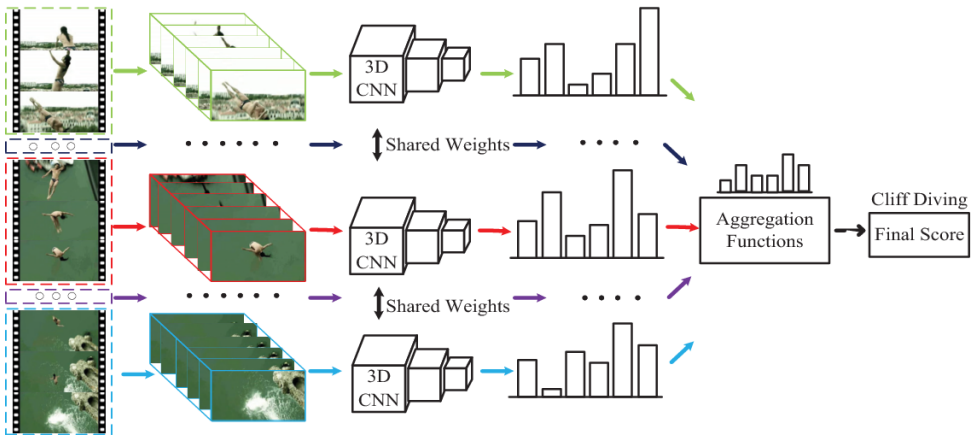 3D
CNN
Shared Weights
3D
CNN
Shared Weights
3D
CNN
Aggregation
Functions
Cliff Diving
Final Score